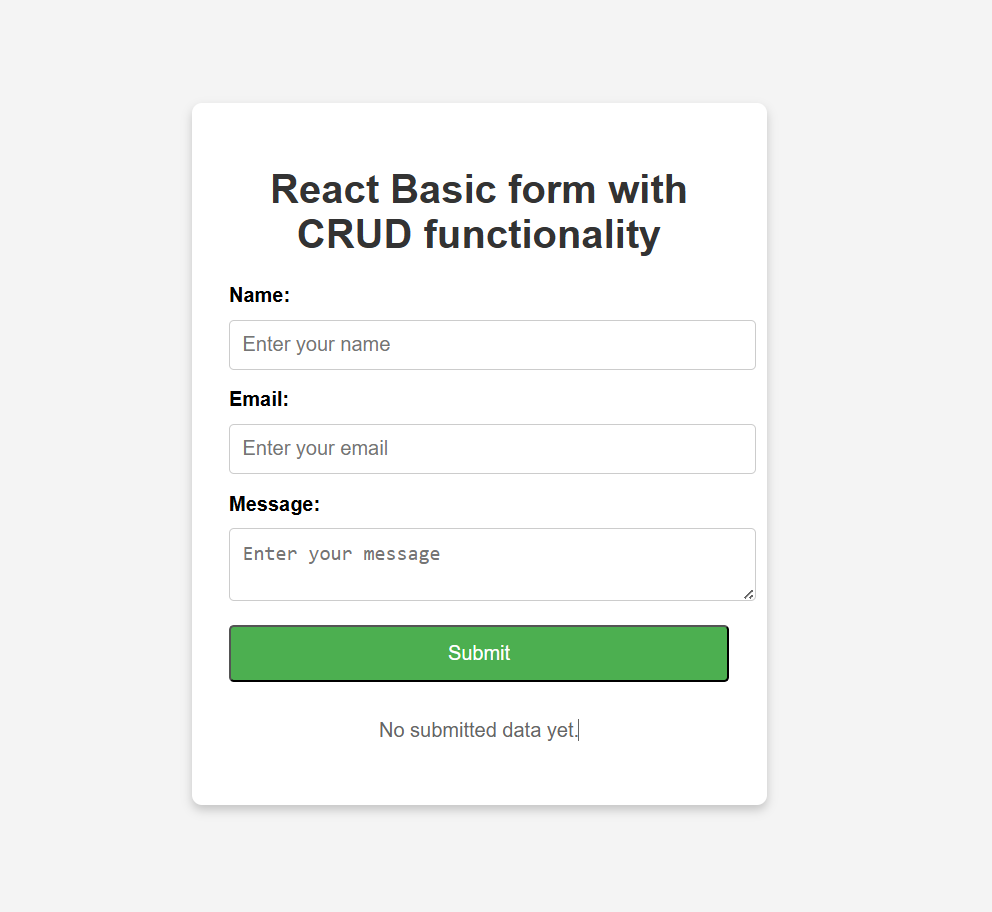 React Basic form with
CRUD functionality
Name:
Enter your name
Email:
Enter your email
Message:
Enter your message
Submit
No submitted data yet.